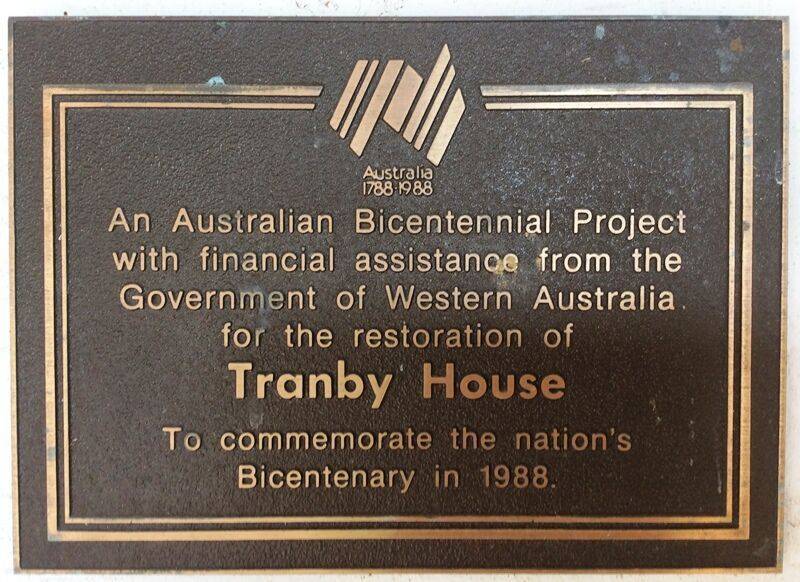 Australia
1788-1988
An Australian Bicentennial Project
with financial assistance from the
Government of Western Australia
for the restoration of
Tranby House
To commemorate the nation's
Bicentenary in 1988.